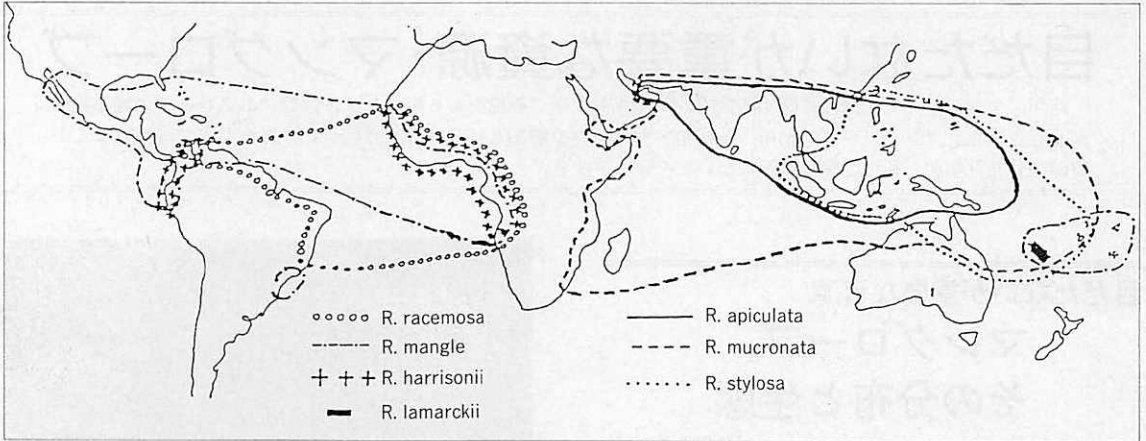 R. racemosa
R. mangle
R. harrisonii
R. lamarckii
R. apiculata
R. mucronata
R. stylosa